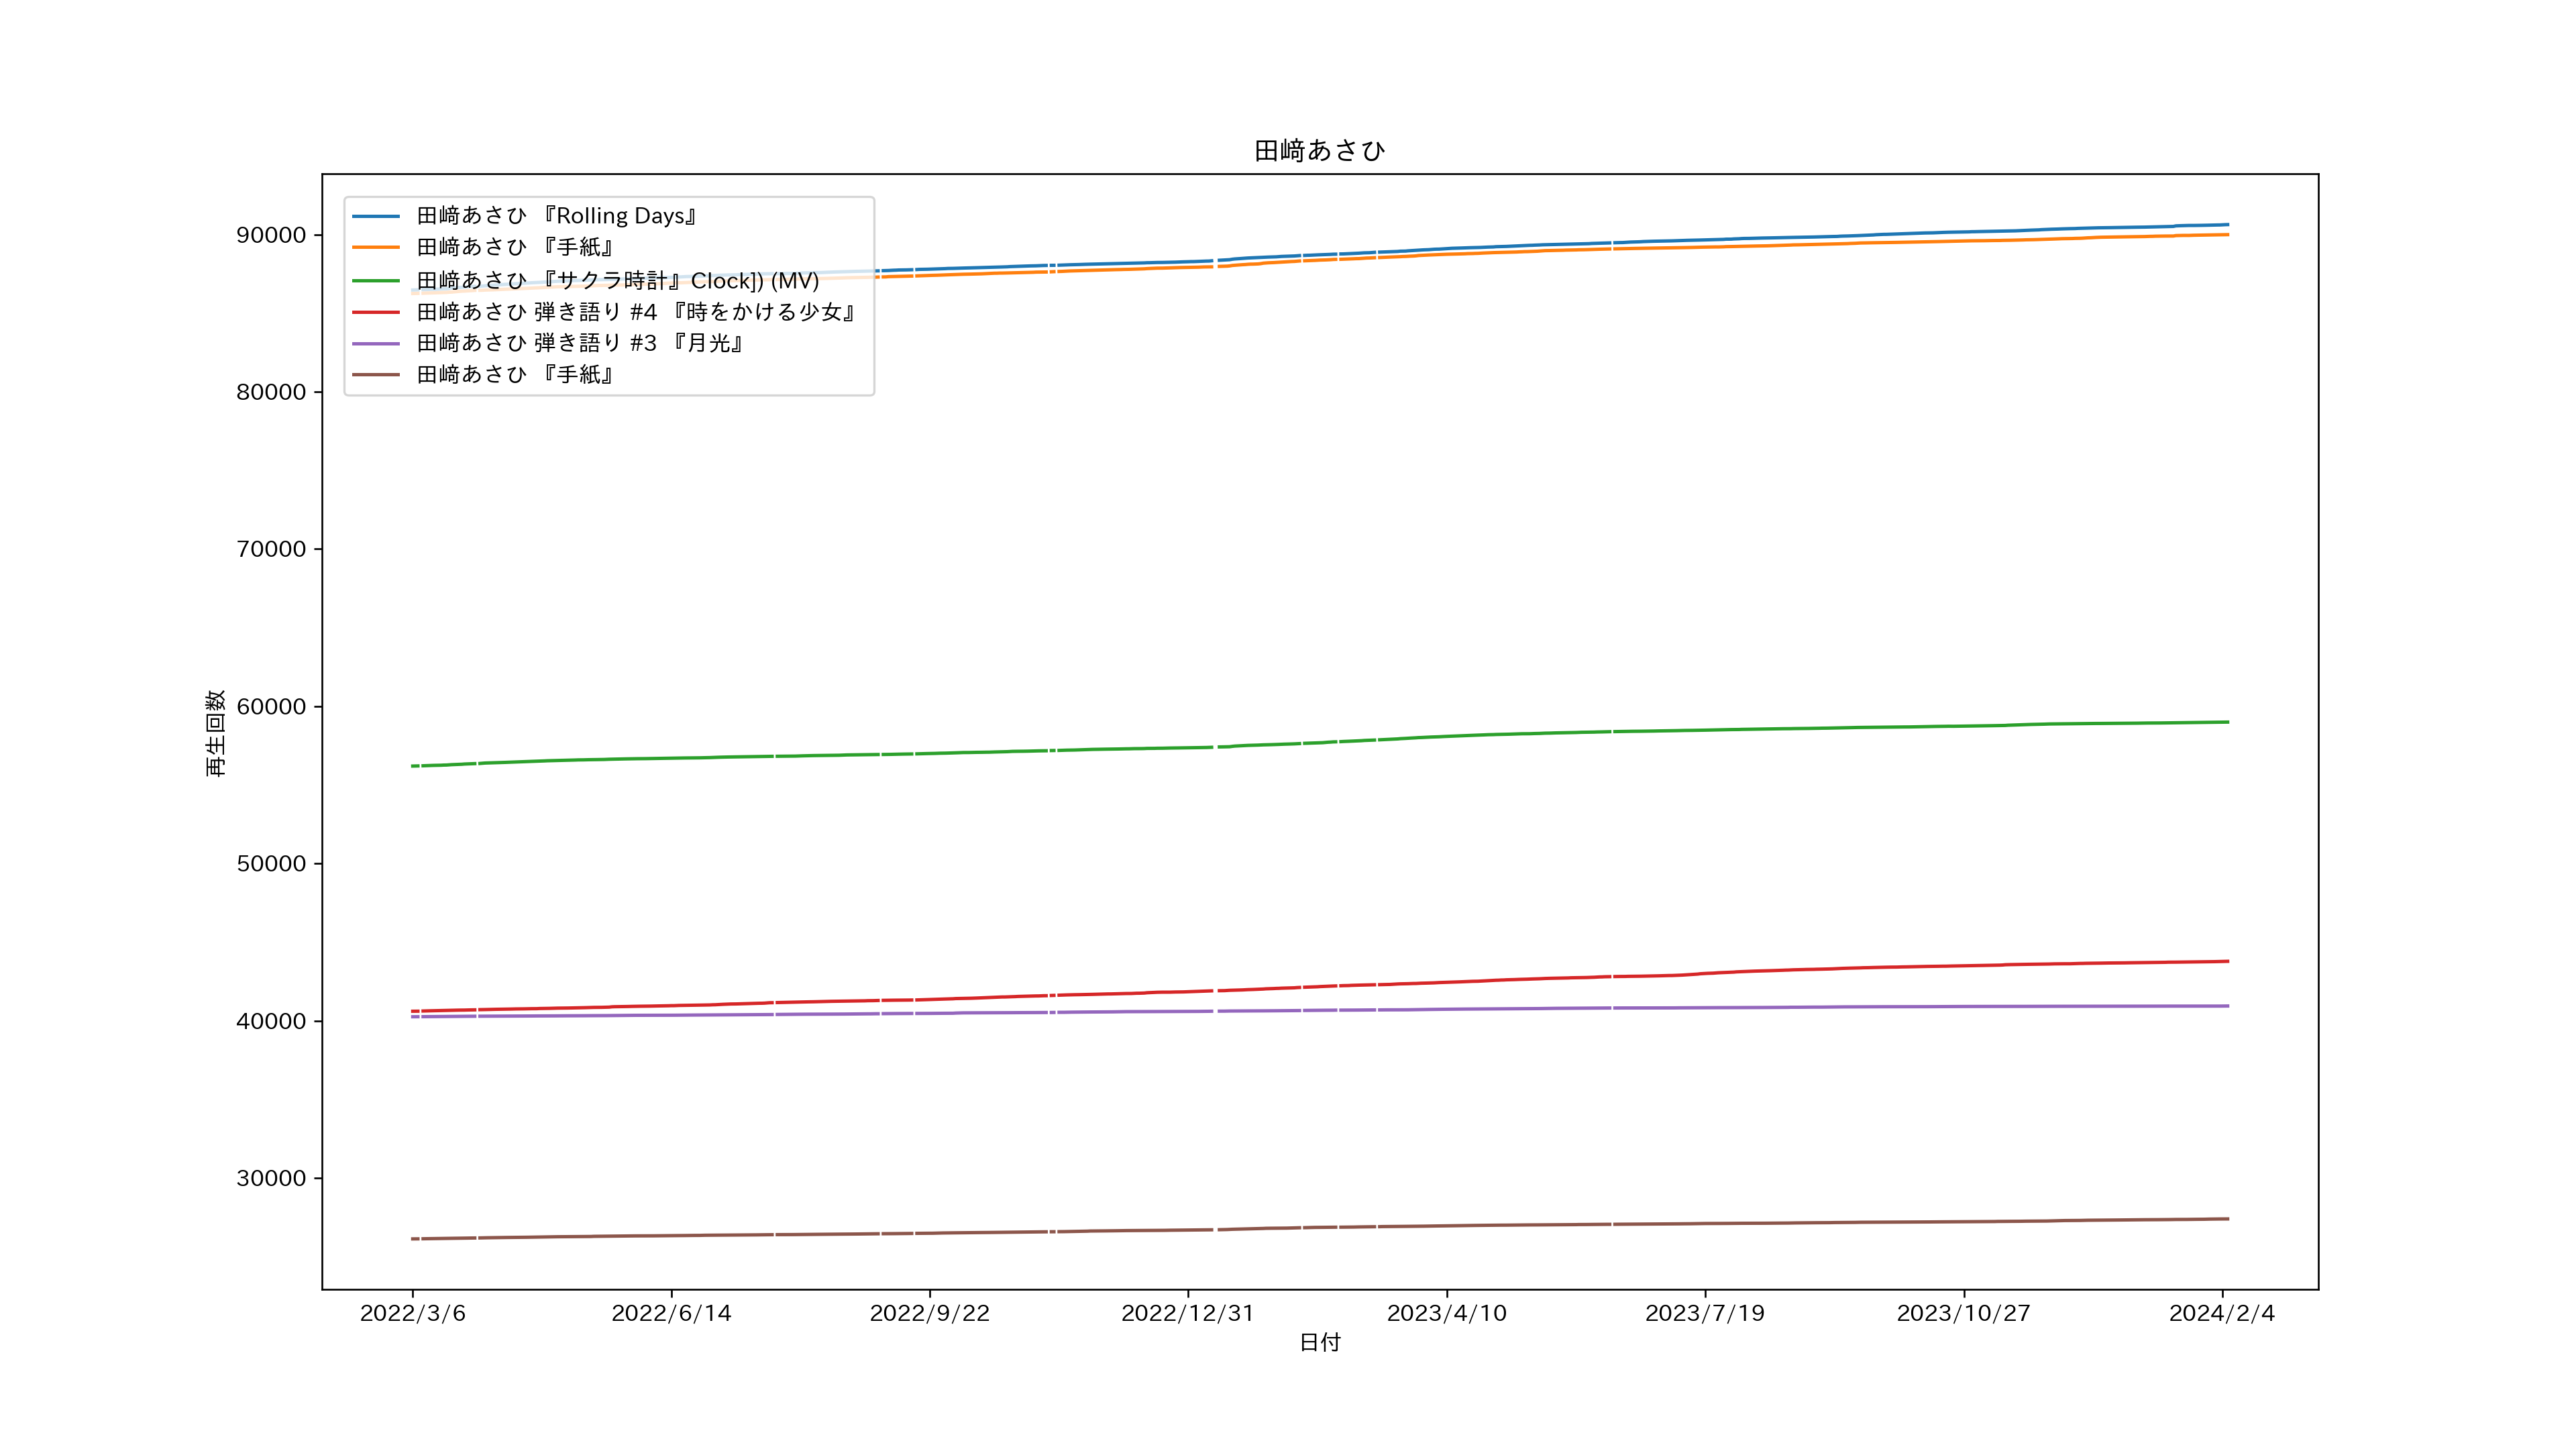 田﨑あさひ
田﨑あさひ 『Rolling Days』
田﨑あさひ 『手紙』
田﨑あさひ 『サクラ時計』Clock]) (MV)
田﨑あさひ 弾き語り #4 『時をかける少女』
田﨑あさひ 弾き語り #3 『月光』
田﨑あさひ 『手紙』
90000
80000
70000
60000
50000
40000
30000
再生回数
2022/3/6 2022/6/14 2022/9/22 2022/12/31 2023/4/10 2023/7/19 2023/10/27 2024/2/4
日付